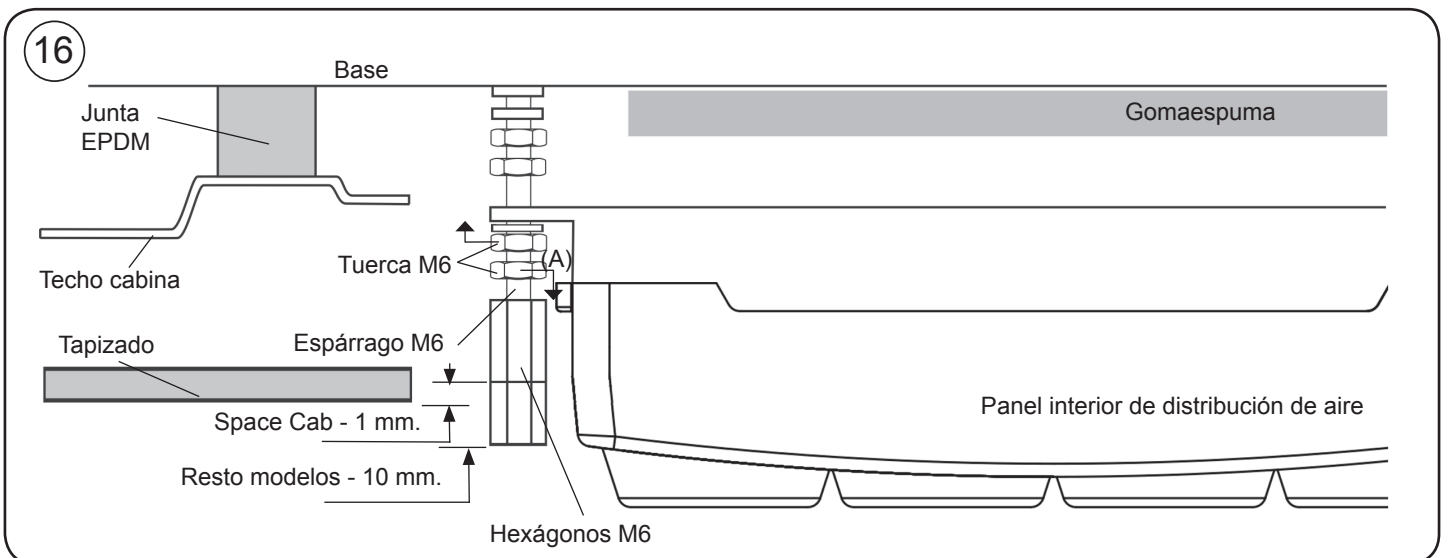 16
Base
Junta
EPDM
Gomaespuma
Techo cabina
Tuerca M6
(A)
Tapizado
Espárrago M6
Space Cab - 1 mm.
Panel interior de distribución de aire
Resto modelos - 10 mm.
Hexágonos M6